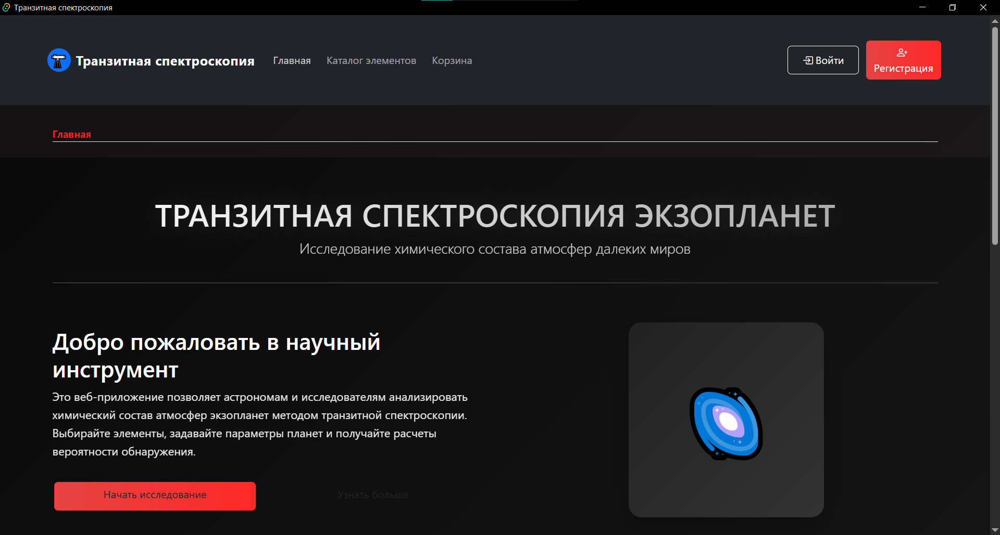 Транзитная спектроскопия
Транзитная спектроскопия
Главная
Каталог элементов
Корзина
Войти
Регистрация
Главная
ТРАНЗИТНАЯ СПЕКТРОСКОПИЯ ЭКЗОПЛАНЕТ
Исследование химического состава атмосфер далеких миров
Добро пожаловать в научный
инструмент
Это веб-приложение позволяет астрономам и исследователям анализировать
химический состав атмосфер экзопланет методом транзитной спектроскопии.
Выбирайте элементы, задавайте параметры планет и получайте расчеты
вероятности обнаружения.
Начать исследование
Узнать больше